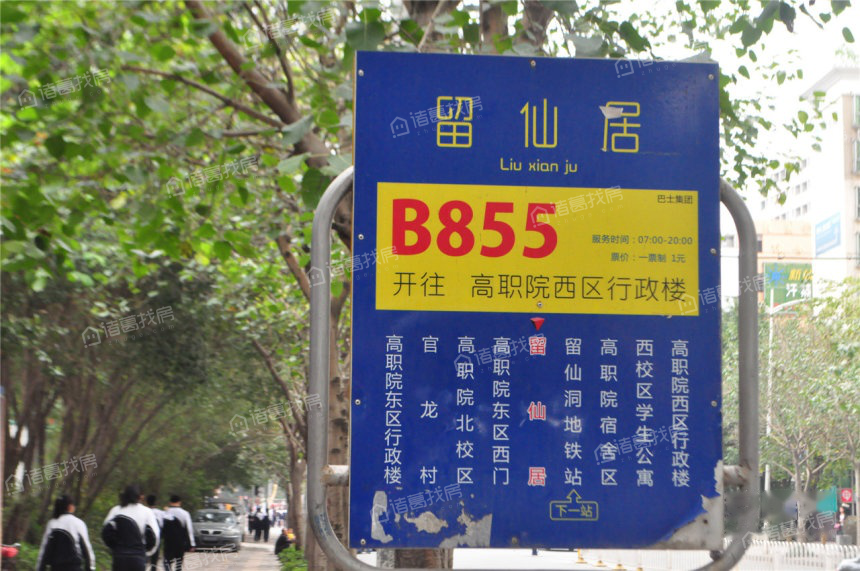 留仙居
Liu xian ju
巴士集团
B855
服务时间：07:00-20:00
票价：一票制 1元
开往 高职院西区行政楼
高职院东区行政楼
官龙村
高职院北校区
高职院东区西门
留仙居
留仙洞地铁站
高职院宿舍区
西校区学生公寓
高职院西区行政楼
下一站
诸葛找房